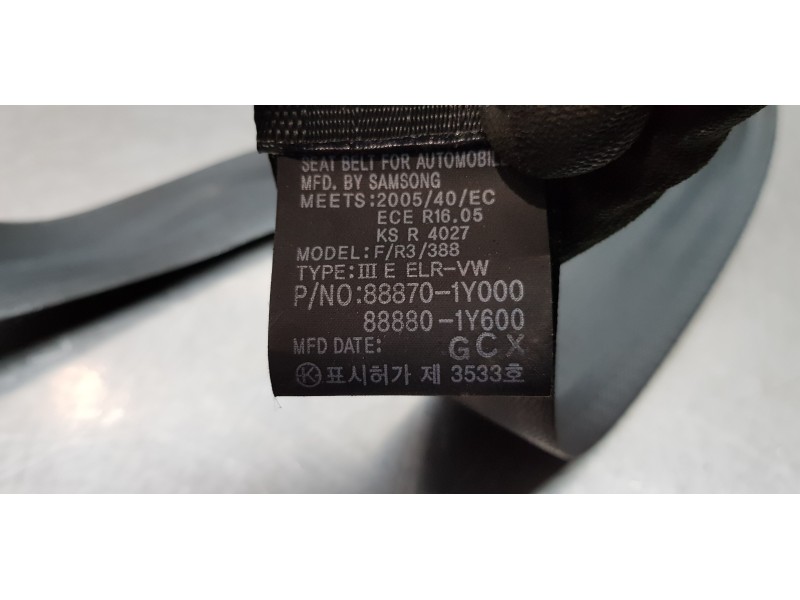 SEAT BELT FOR AUTOMOBILE
MFD. BY SAMSONG
MEETS:2005/40/EC
ECE R16.05
KS R 4027
MODEL:F/R3/388
TYPE:III E ELR-VW
P/NO:88870-1Y000
88880-1Y600
MFD DATE: GCX
K 표시허가 제 3533호